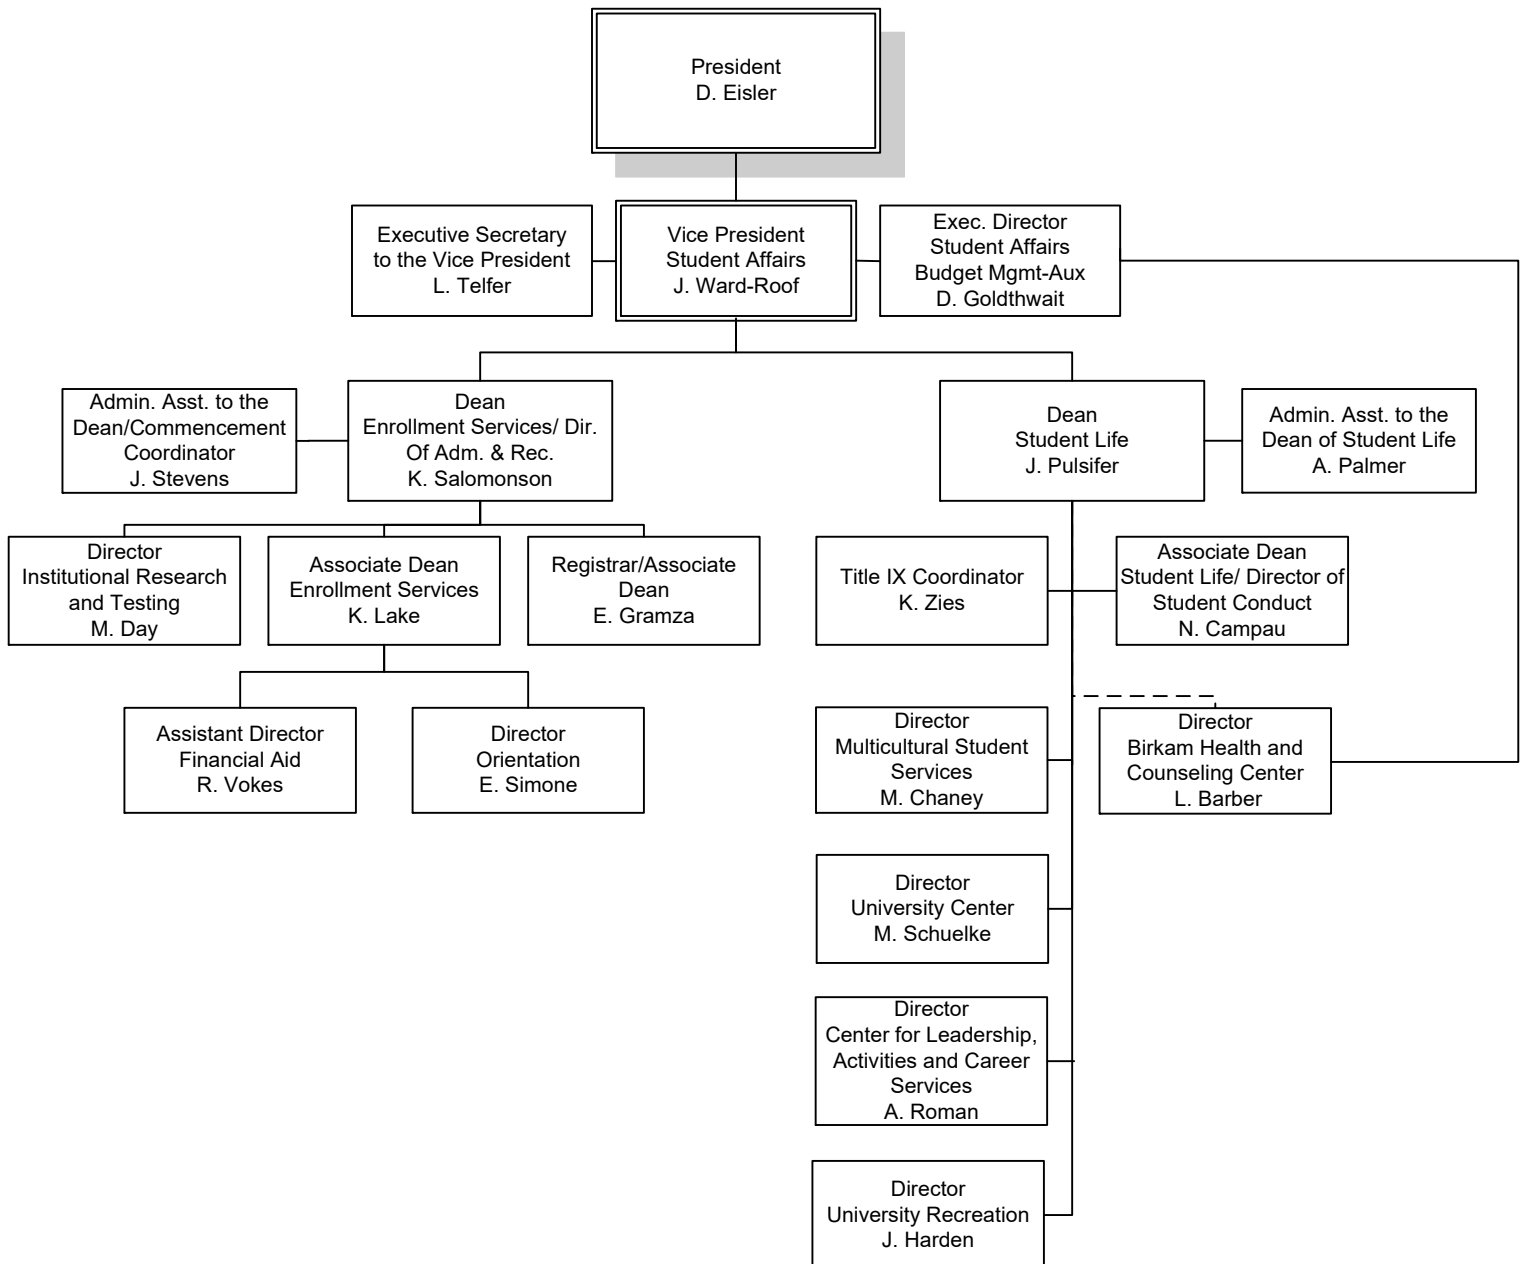 President
D. Eisler
Executive Secretary
to the Vice President
L. Telfer
Vice President
Student Affairs
J. Ward-Roof
Exec. Director
Student Affairs
Budget Mgmt-Aux
D. Goldthwait
Admin. Asst. to the
Dean/Commencement
Coordinator
J. Stevens
Dean
Enrollment Services/ Dir.
Of Adm. & Rec.
K. Salomonson
Dean
Student Life
J. Pulsifer
Admin. Asst. to the
Dean of Student Life
A. Palmer
Director
Institutional Research
and Testing
M. Day
Associate Dean
Enrollment Services
K. Lake
Registrar/Associate
Dean
E. Gramza
Title IX Coordinator
K. Zies
Associate Dean
Student Life/ Director of
Student Conduct
N. Campau
Assistant Director
Financial Aid
R. Vokes
Director
Orientation
E. Simone
Director
Multicultural Student
Services
M. Chaney
Director
Birkam Health and
Counseling Center
L. Barber
Director
University Center
M. Schuelke
Director
Center for Leadership,
Activities and Career
Services
A. Roman
Director
University Recreation
J. Harden